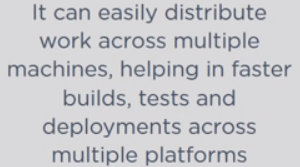 It can easily distribute
work across multiple
machines, helping in faster
builds, tests and
deployments across
multiple platforms